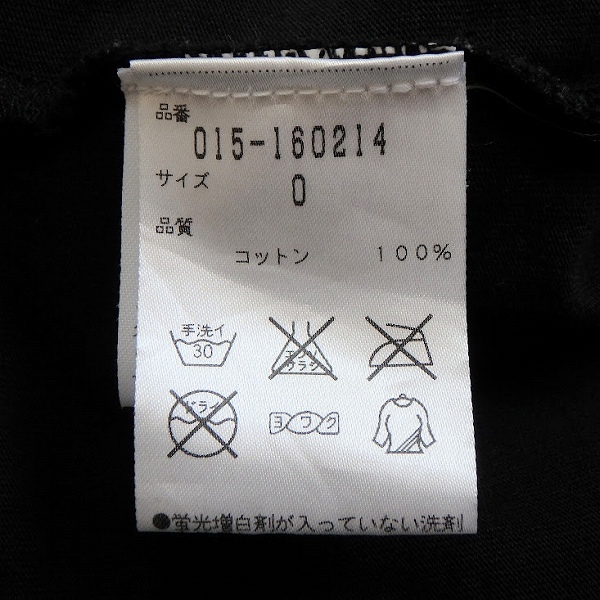 品番
015-160214
サイズ
0
品質
コットン 100%
手洗イ
30
エンソ
サラシ
ドライ
ヨワク
●蛍光増白剤が入っていない洗剤